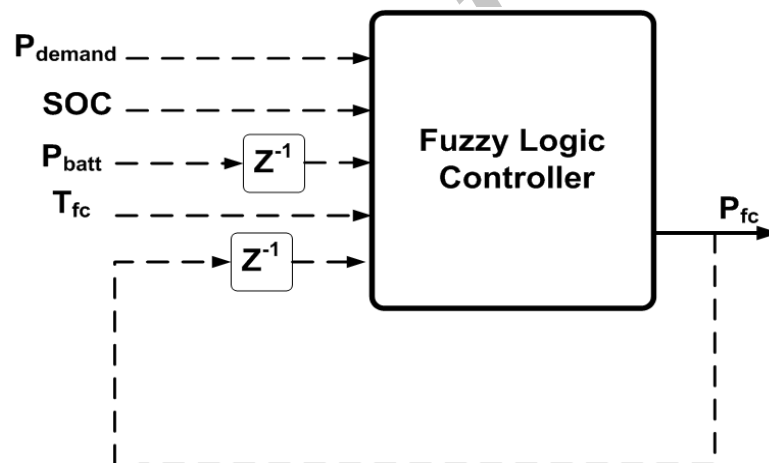 P_demand
SOC
P_batt
Z^-1
T_fc
Z^-1
Fuzzy Logic
Controller
P_fc